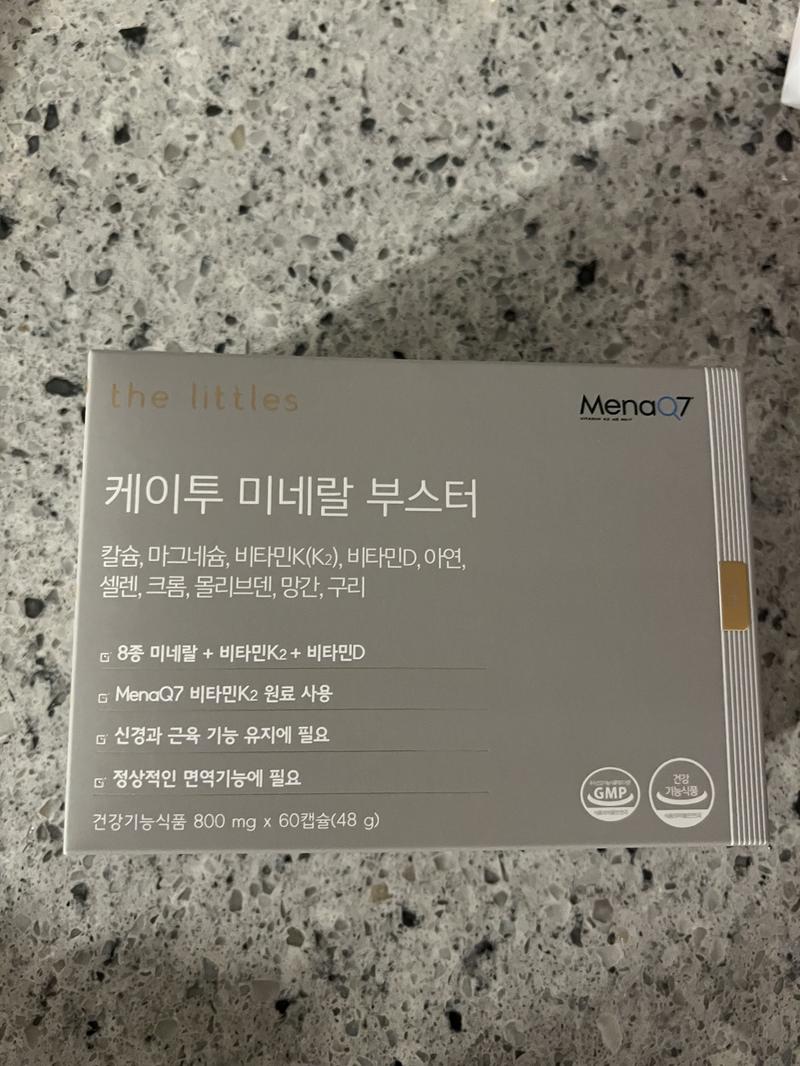 the littles
MenaQ7
케이투 미네랄 부스터
칼슘, 마그네슘, 비타민K(K2), 비타민D, 아연,
셀렌, 크롬, 몰리브덴, 망간, 구리
8종 미네랄 + 비타민K2 + 비타민D
MenaQ7 비타민K2 원료 사용
신경과 근육 기능 유지에 필요
정상적인 면역기능에 필요
건강기능식품 800 mg x 60캡슐(48 g)
GMP
건강
기능식품